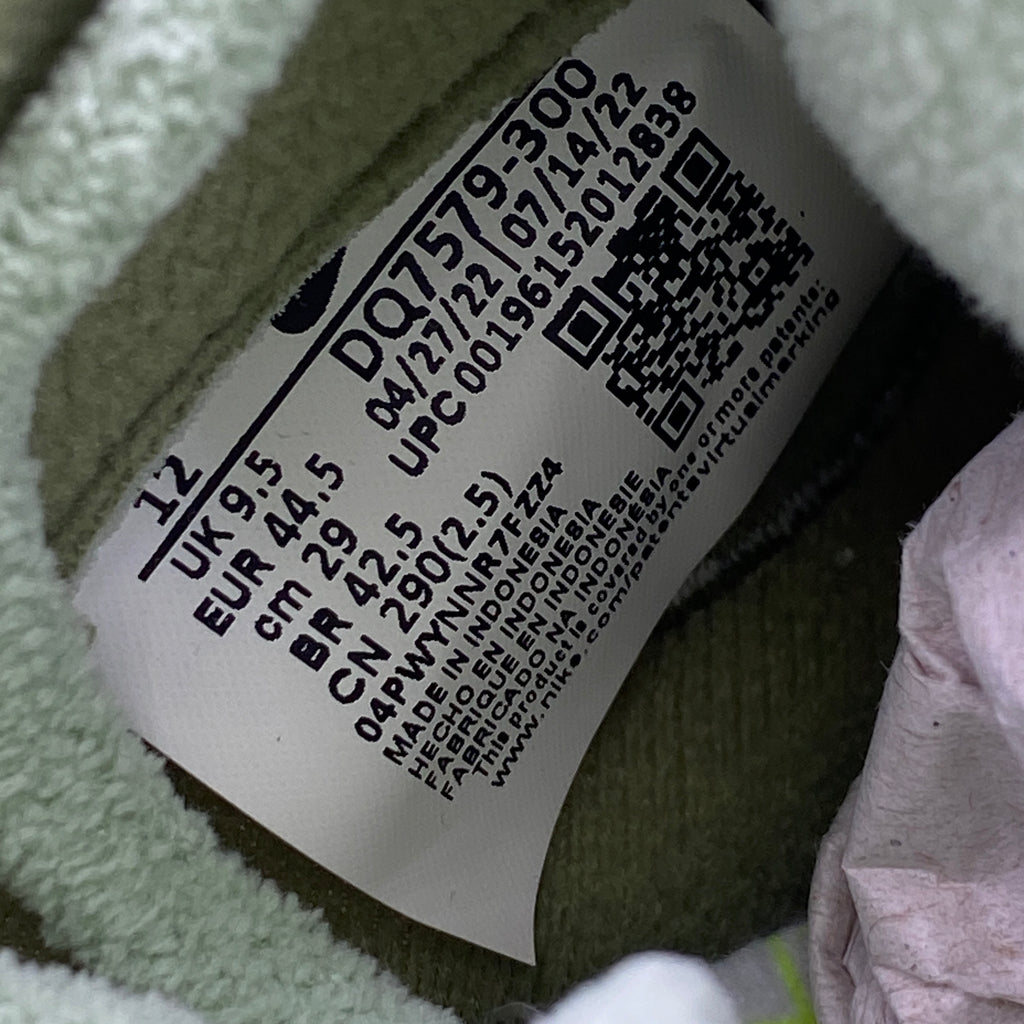 12
UK 9.5
EUR 44.5
cm 29
BR 42.5
CN 290(2.5)
04PWYNNR7FZZ4
MADE IN INDONESIA
HECHO EN INDONESIA
FABRIQUE EN INDONESIE
FABRICADO NA INDONÉSIA
This product is covered by one or more patents:
www.nike.com/patentsvirtualmarking
DQ7579-300
04/27/22 | 07/14/22
UPC 00196152012838